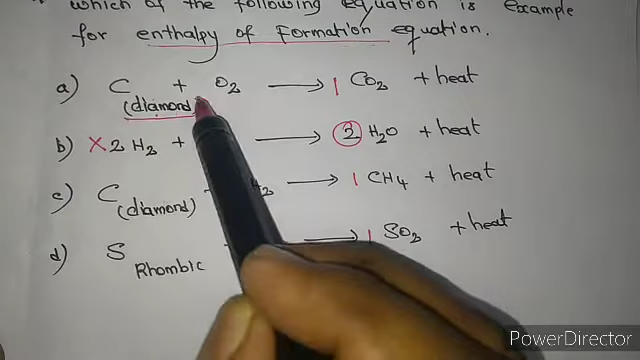 which of the following equation is example
for enthalpy of Formation equation.
a) C (diamond) + O₂ → 1 CO₂ + heat
b) X 2 H₂ + → 2 H₂O + heat
c) C (diamond) H₂ → 1 CH₄ + heat
d) S Rhombic → 1 SO₂ + heat
PowerDirector